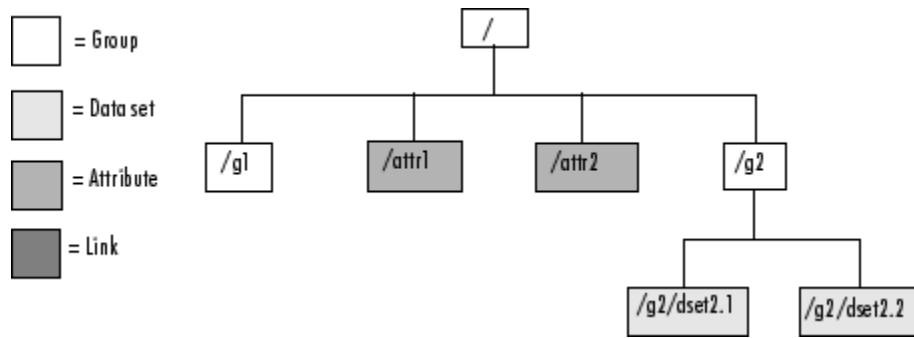 /
= Group
= Data set
/g1
/attr1
/attr2
/g2
= Attribute
= Link
/g2/dset2.1
/g2/dset2.2